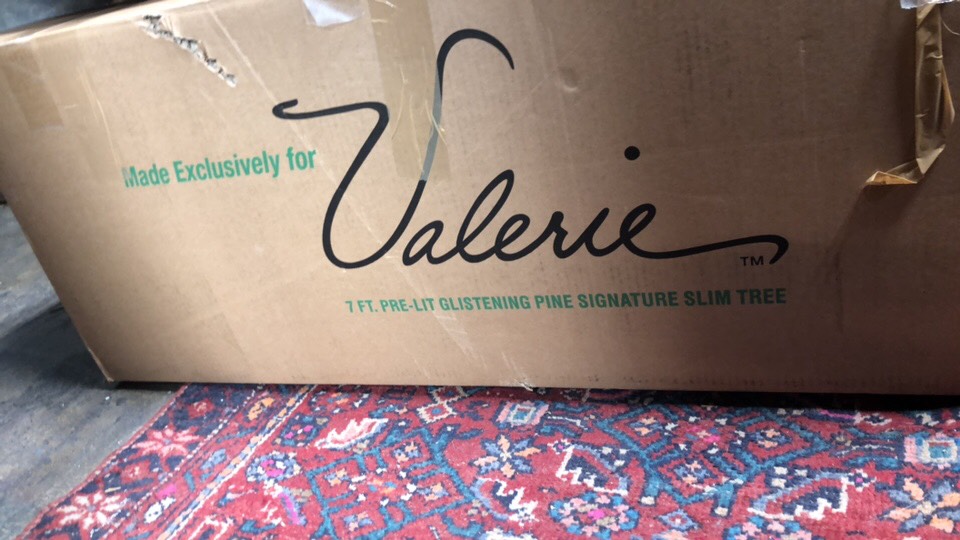 Made Exclusively for
Valerie TM
7 FT. PRE-LIT GLISTENING PINE SIGNATURE SLIM TREE